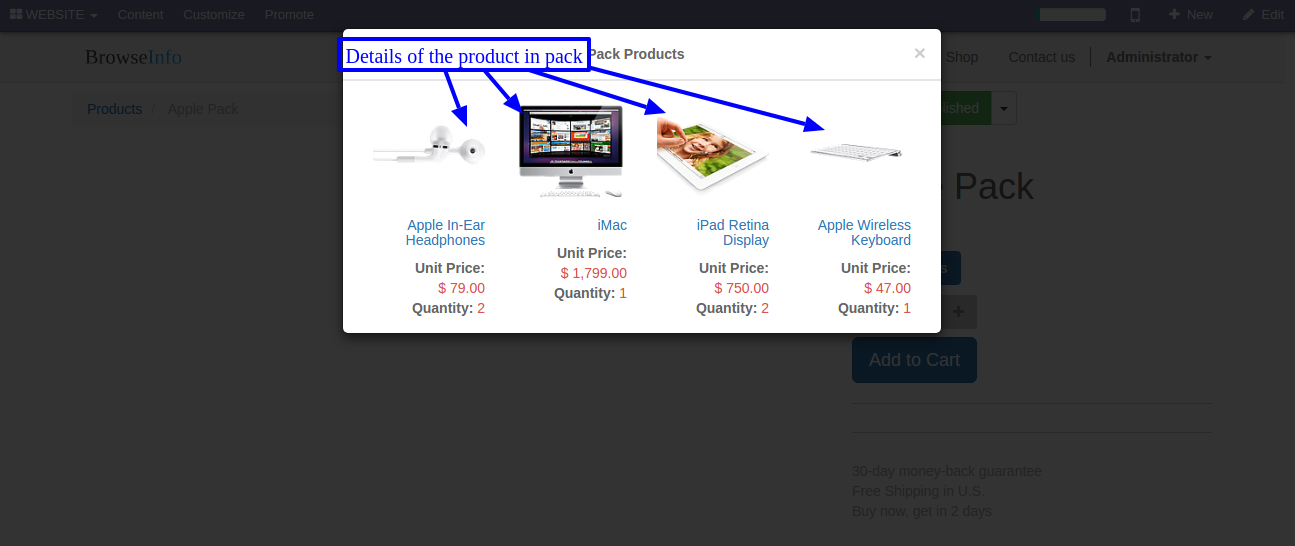 WEBSITE Content Customize Promote New Edit
BrowseInfo Shop Contact us Administrator
Details of the product in pack Pack Products ×
Products / Apple Pack
Pack
Apple In-Ear
Headphones
Unit Price:
$ 79.00
Quantity: 2
iMac
Unit Price:
$ 1,799.00
Quantity: 1
iPad Retina
Display
Unit Price:
$ 750.00
Quantity: 2
Apple Wireless
Keyboard
Unit Price:
$ 47.00
Quantity: 1
Add to Cart
30-day money-back guarantee
Free Shipping in U.S.
Buy now, get in 2 days